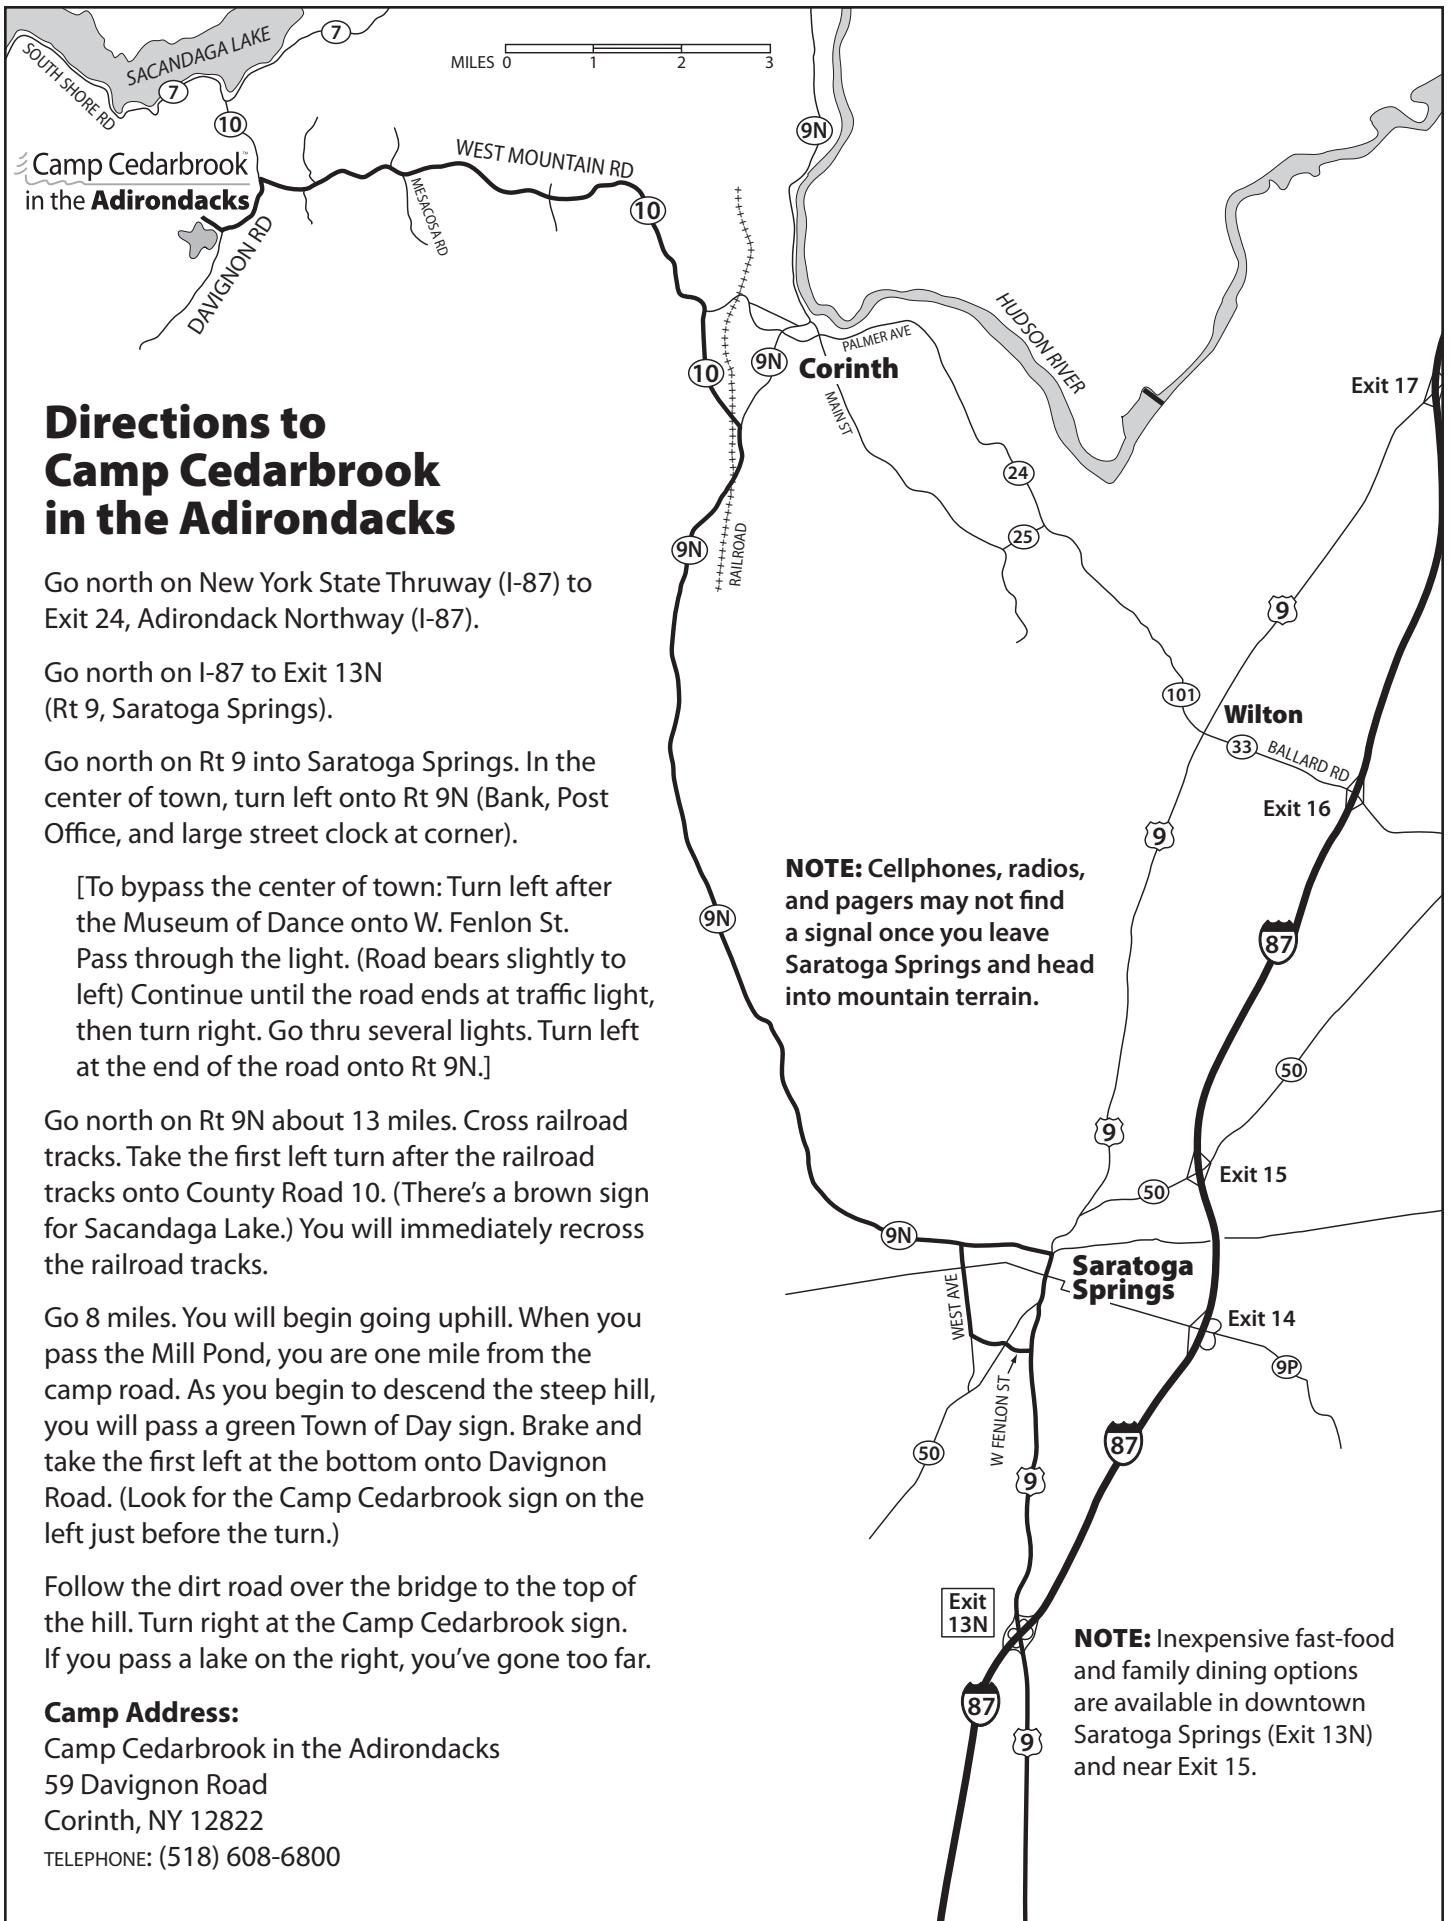 SACANDAGA LAKE
SOUTH SHORE RD
7
7
10
MILES 0 1 2 3
9N
Camp Cedarbrook™
in the Adirondacks
WEST MOUNTAIN RD
MESACOSA RD
10
DAVIGNON RD
HUDSON RIVER
PALMER AVE
9N
Corinth
10
MAIN ST
Exit 17
24
25
9N
RAILROAD
9
101
Wilton
33
BALLARD RD
Exit 16
9
Directions to
Camp Cedarbrook
in the Adirondacks
Go north on New York State Thruway (I-87) to
Exit 24, Adirondack Northway (I-87).
Go north on I-87 to Exit 13N
(Rt 9, Saratoga Springs).
Go north on Rt 9 into Saratoga Springs. In the
center of town, turn left onto Rt 9N (Bank, Post
Office, and large street clock at corner).
[To bypass the center of town: Turn left after
the Museum of Dance onto W. Fenlon St.
Pass through the light. (Road bears slightly to
left) Continue until the road ends at traffic light,
then turn right. Go thru several lights. Turn left
at the end of the road onto Rt 9N.]
Go north on Rt 9N about 13 miles. Cross railroad
tracks. Take the first left turn after the railroad
tracks onto County Road 10. (There's a brown sign
for Sacandaga Lake.) You will immediately recross
the railroad tracks.
Go 8 miles. You will begin going uphill. When you
pass the Mill Pond, you are one mile from the
camp road. As you begin to descend the steep hill,
you will pass a green Town of Day sign. Brake and
take the first left at the bottom onto Davignon
Road. (Look for the Camp Cedarbrook sign on the
left just before the turn.)
Follow the dirt road over the bridge to the top of
the hill. Turn right at the Camp Cedarbrook sign.
If you pass a lake on the right, you've gone too far.
Camp Address:
Camp Cedarbrook in the Adirondacks
59 Davignon Road
Corinth, NY 12822
TELEPHONE: (518) 608-6800
NOTE: Cellphones, radios,
and pagers may not find
a signal once you leave
Saratoga Springs and head
into mountain terrain.
9N
87
50
9
Exit 15
50
9N
Saratoga
Springs
WEST AVE
Exit 14
9P
W FENLON ST
50
87
9
Exit
13N
87
9
NOTE: Inexpensive fast-food
and family dining options
are available in downtown
Saratoga Springs (Exit 13N)
and near Exit 15.